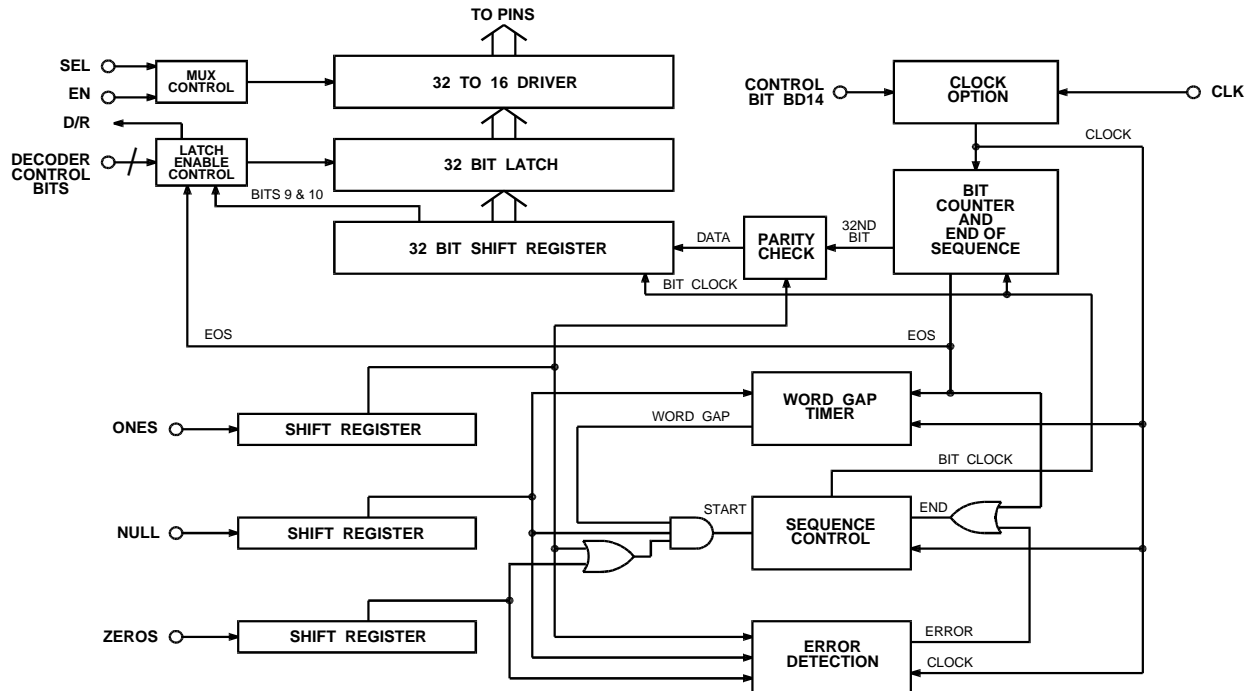 TO PINS
SEL
EN
MUX
CONTROL
32 TO 16 DRIVER
CONTROL
BIT BD14
CLOCK
OPTION
CLK
D/R
CLOCK
DECODER
CONTROL
BITS
LATCH
ENABLE
CONTROL
32 BIT LATCH
BIT
COUNTER
AND
END OF
SEQUENCE
BITS 9 & 10
32 BIT SHIFT REGISTER
DATA
PARITY
CHECK
32ND
BIT
BIT CLOCK
EOS
EOS
ONES
SHIFT REGISTER
WORD GAP
WORD GAP
TIMER
BIT CLOCK
NULL
SHIFT REGISTER
START
SEQUENCE
CONTROL
END
ZEROS
SHIFT REGISTER
ERROR
DETECTION
ERROR
CLOCK